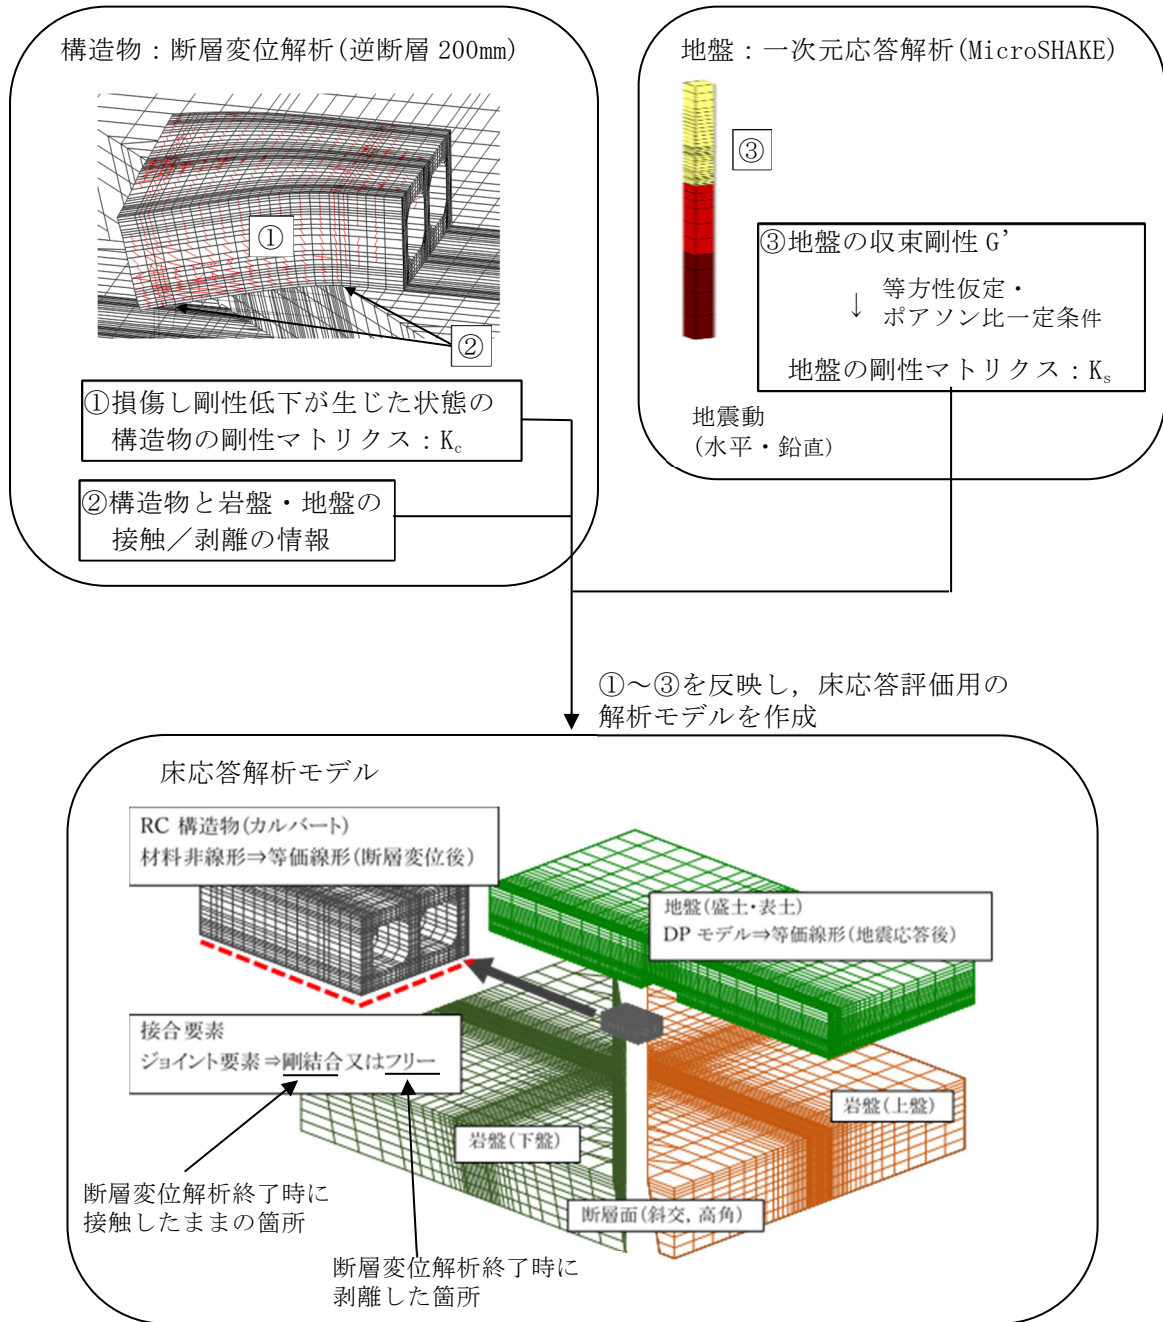 構造物：断層変位解析(逆断層 200mm)
①
②
①損傷し剛性低下が生じた状態の
構造物の剛性マトリクス：Kc
②構造物と岩盤・地盤の
接触／剥離の情報
地盤：一次元応答解析(MicroSHAKE)
③
③地盤の収束剛性 G'
↓
等方性仮定・
ポアソン比一定条件
地盤の剛性マトリクス：Ks
地震動
(水平・鉛直)
①～③を反映し，床応答評価用の
解析モデルを作成
床応答解析モデル
RC 構造物(カルバート)
材料非線形⇒等価線形(断層変位後)
地盤(盛土・表土)
DP モデル⇒等価線形(地震応答後)
接合要素
ジョイント要素⇒剛結合又はフリー
岩盤(上盤)
岩盤(下盤)
断層面(斜交, 高角)
断層変位解析終了時に
接触したままの箇所
断層変位解析終了時に
剥離した箇所